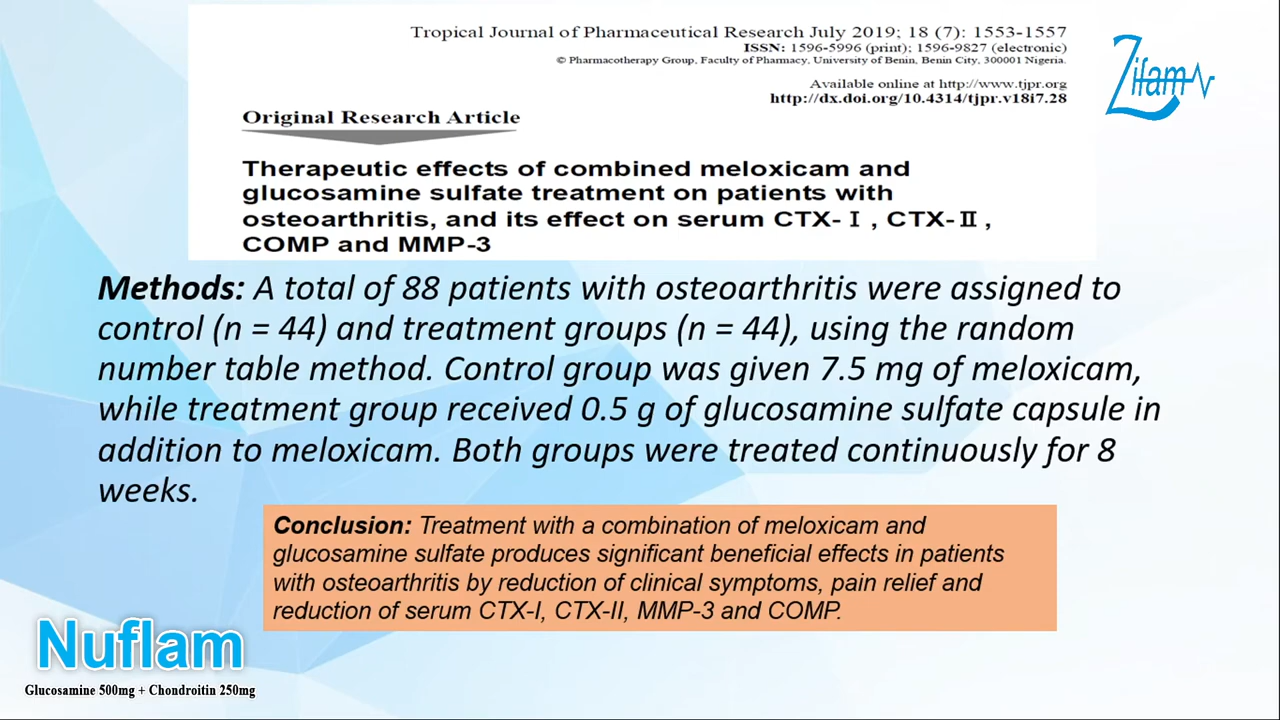 Tropical Journal of Pharmaceutical Research July 2019; 18 (7): 1553-1557
ISSN: 1596-5996 (print); 1596-9827 (electronic)
© Pharmacotherapy Group, Faculty of Pharmacy, University of Benin, Benin City, 300001 Nigeria.
Zifam
Available online at http://www.tjpr.org
http://dx.doi.org/10.4314/tjpr.v18i7.28
Original Research Article
Therapeutic effects of combined meloxicam and
glucosamine sulfate treatment on patients with
osteoarthritis, and its effect on serum CTX-Ⅰ, CTX-Ⅱ,
COMP and MMP-3
Methods: A total of 88 patients with osteoarthritis were assigned to
control (n = 44) and treatment groups (n = 44), using the random
number table method. Control group was given 7.5 mg of meloxicam,
while treatment group received 0.5 g of glucosamine sulfate capsule in
addition to meloxicam. Both groups were treated continuously for 8
weeks.
Conclusion: Treatment with a combination of meloxicam and
glucosamine sulfate produces significant beneficial effects in patients
with osteoarthritis by reduction of clinical symptoms, pain relief and
reduction of serum CTX-I, CTX-II, MMP-3 and COMP.
Nuflam
Glucosamine 500mg + Chondroitin 250mg